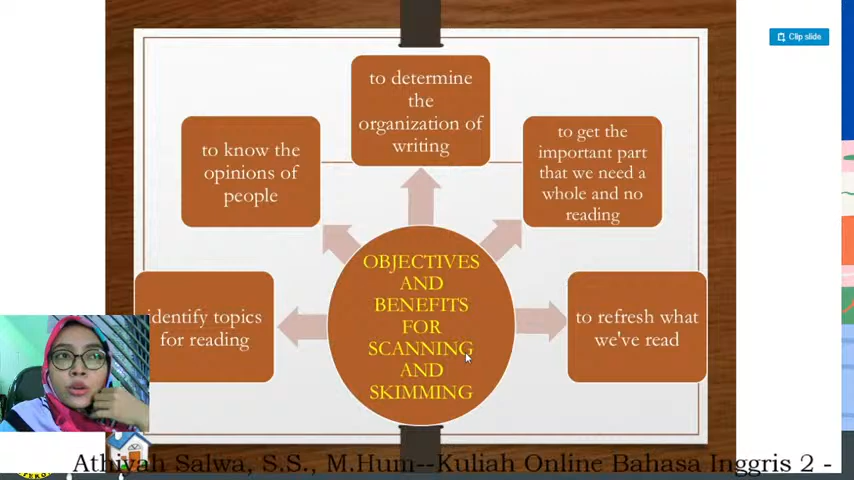 Clip slide
to determine
the
organization of
writing
to know the
opinions of
people
to get the
important part
that we need a
whole and no
reading
OBJECTIVES
AND
BENEFITS
FOR
SCANNING
AND
SKIMMING
identify topics
for reading
to refresh what
we've read
Athiyah Salwa, S.S., M.Hum--Kuliah Online Bahasa Inggris 2 -